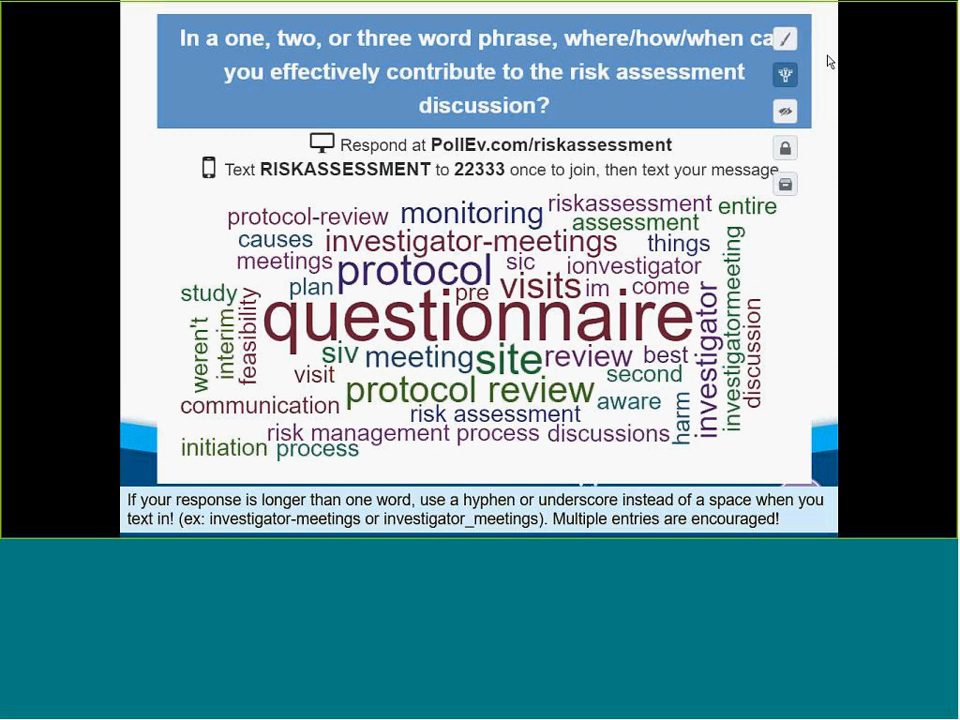 In a one, two, or three word phrase, where/how/when ca
you effectively contribute to the risk assessment
discussion?
Respond at PollEv.com/riskassessment
Text RISKASSESSMENT to 22333 once to join, then text your message
riskassessment
entire
protocol-review
monitoring
assessment
causes
investigator-meetings
things
meetings
protocol
sic
ionvestigator
study
plan
pre
visits
im
come
questionnaire
weren't
interim
feasibility
siv
meeting
site
review
best
visit
second
protocol review
communication
aware
risk assessment
harm
investigator
investigatormeeting
discussion
risk management process
discussions
initiation
process
If your response is longer than one word, use a hyphen or underscore instead of a space when you
text in! (ex: investigator-meetings or investigator_meetings). Multiple entries are encouraged!